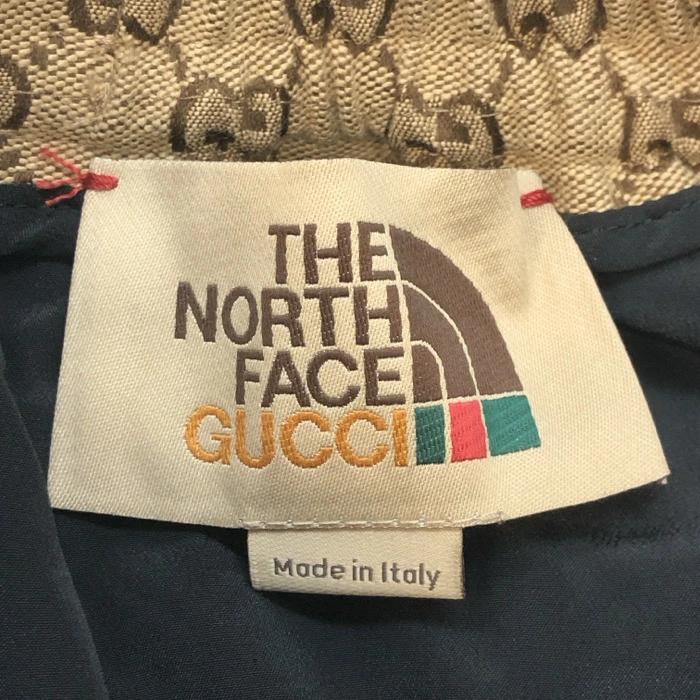 THE
NORTH
FACE
GUCCI
Made in Italy